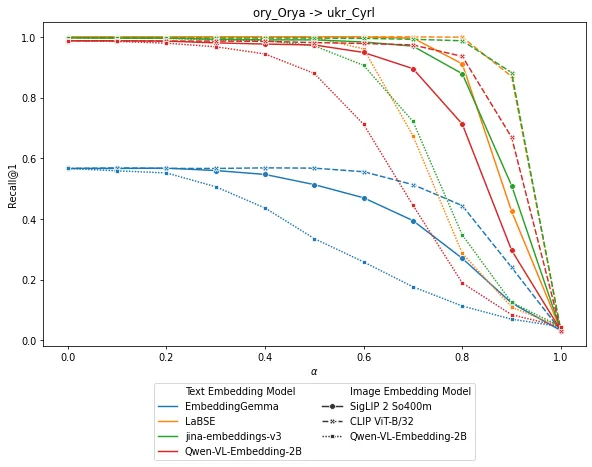 ory_Orya -> ukr_Cyrl
1.0
0.8
0.6
0.4
0.2
0.0
Recall@1
0.0 0.2 0.4 0.6 0.8 1.0
α
Text Embedding Model
EmbeddingGemma
LaBSE
jina-embeddings-v3
Qwen-VL-Embedding-2B
Image Embedding Model
SigLIP 2 So400m
CLIP ViT-B/32
Qwen-VL-Embedding-2B